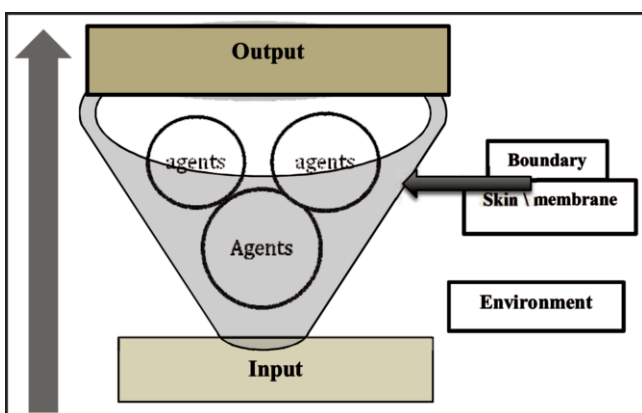 Output
agents
agents
Boundary
Skin \ membrane
Agents
Environment
Input